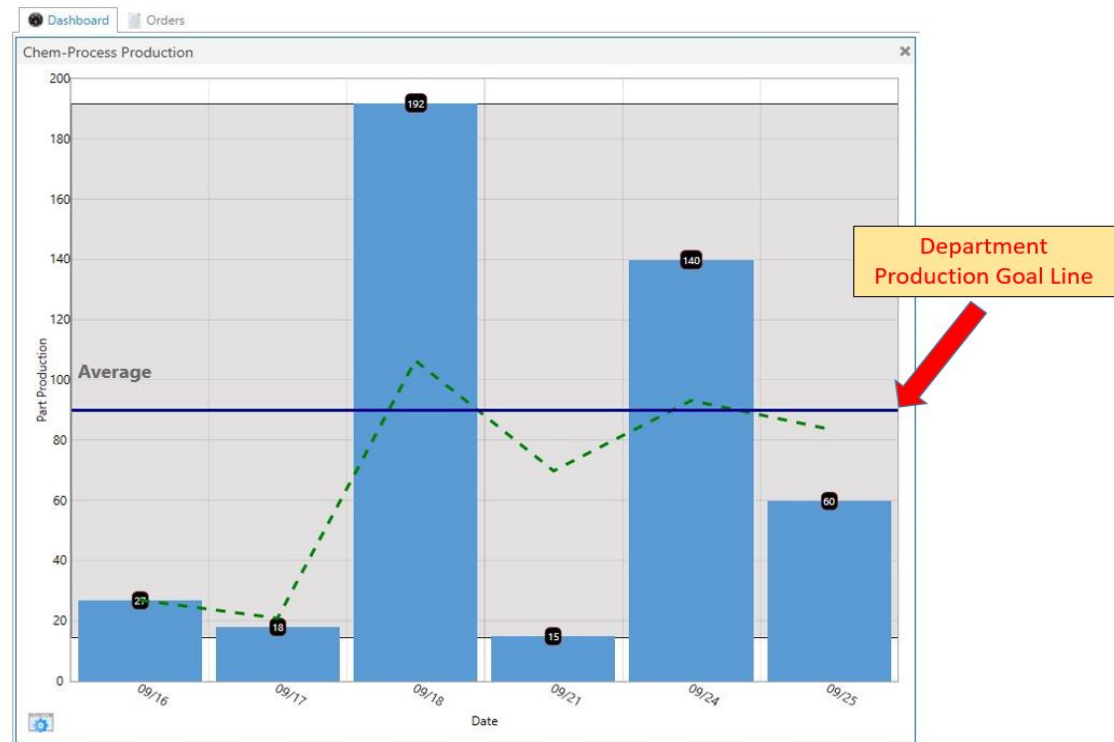 Dashboard
Orders
Chem-Process Production
200
180
160
140
120
100
80
60
40
20
0
Part Production
Average
27
18
192
15
140
60
Department
Production Goal Line
09/16
09/17
09/18
09/21
09/24
09/25
Date